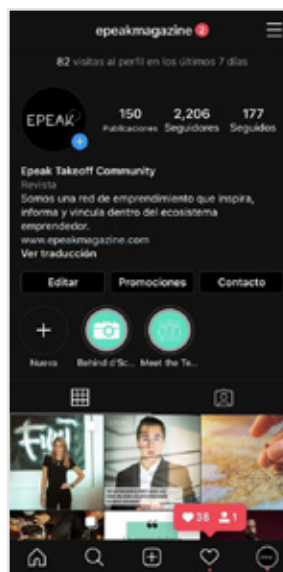 epeakmagazine 2
82 visitas al perfil en los últimos 7 días
EPEAK
150 2,206 177
Publicaciones Seguidores Seguidos
Epeak Takeoff Community
Revista
Somos una red de emprendimiento que inspira,
informa y vincula dentro del ecosistema
emprendedor.
www.epeakmagazine.com
Ver traducción
Editar Promociones Contacto
Nuevo Behind d'Sc... Meet the Te...
38 1